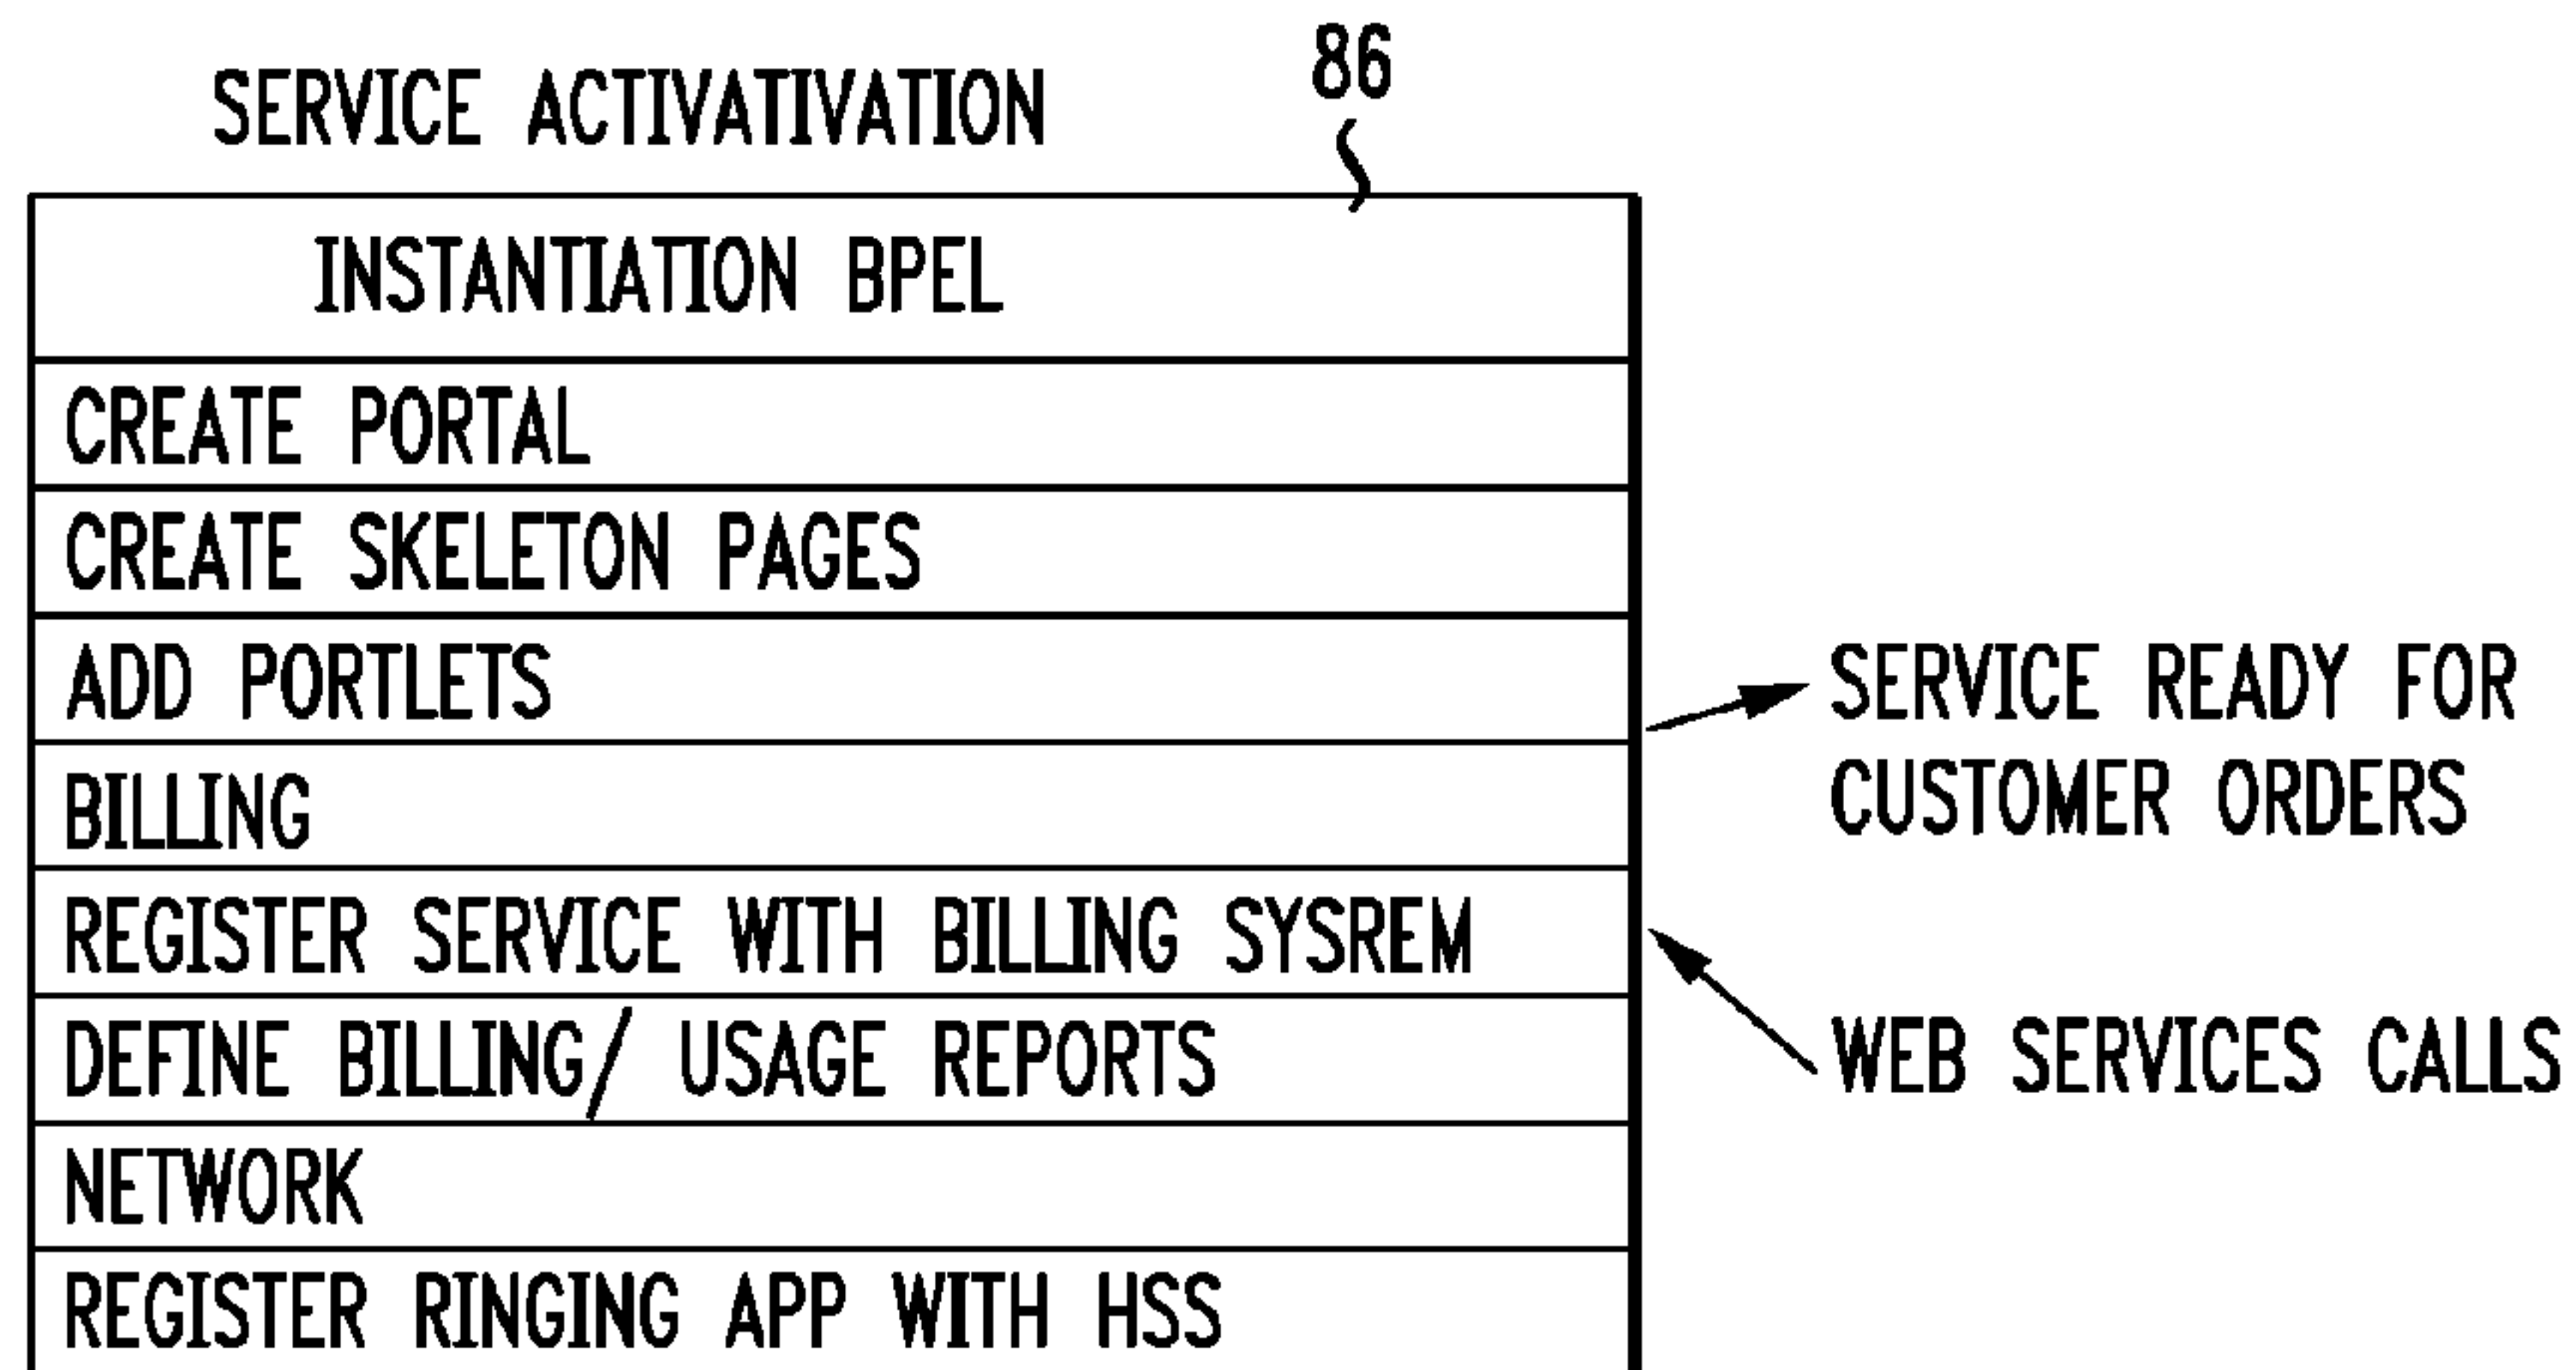 SERVICE ACTIVATIVATION
86
INSTANTIATION BPEL
CREATE PORTAL
CREATE SKELETON PAGES
ADD PORTLETS
BILLING
REGISTER SERVICE WITH BILLING SYSREM
DEFINE BILLING/ USAGE REPORTS
NETWORK
REGISTER RINGING APP WITH HSS
SERVICE READY FOR
CUSTOMER ORDERS
WEB SERVICES CALLS